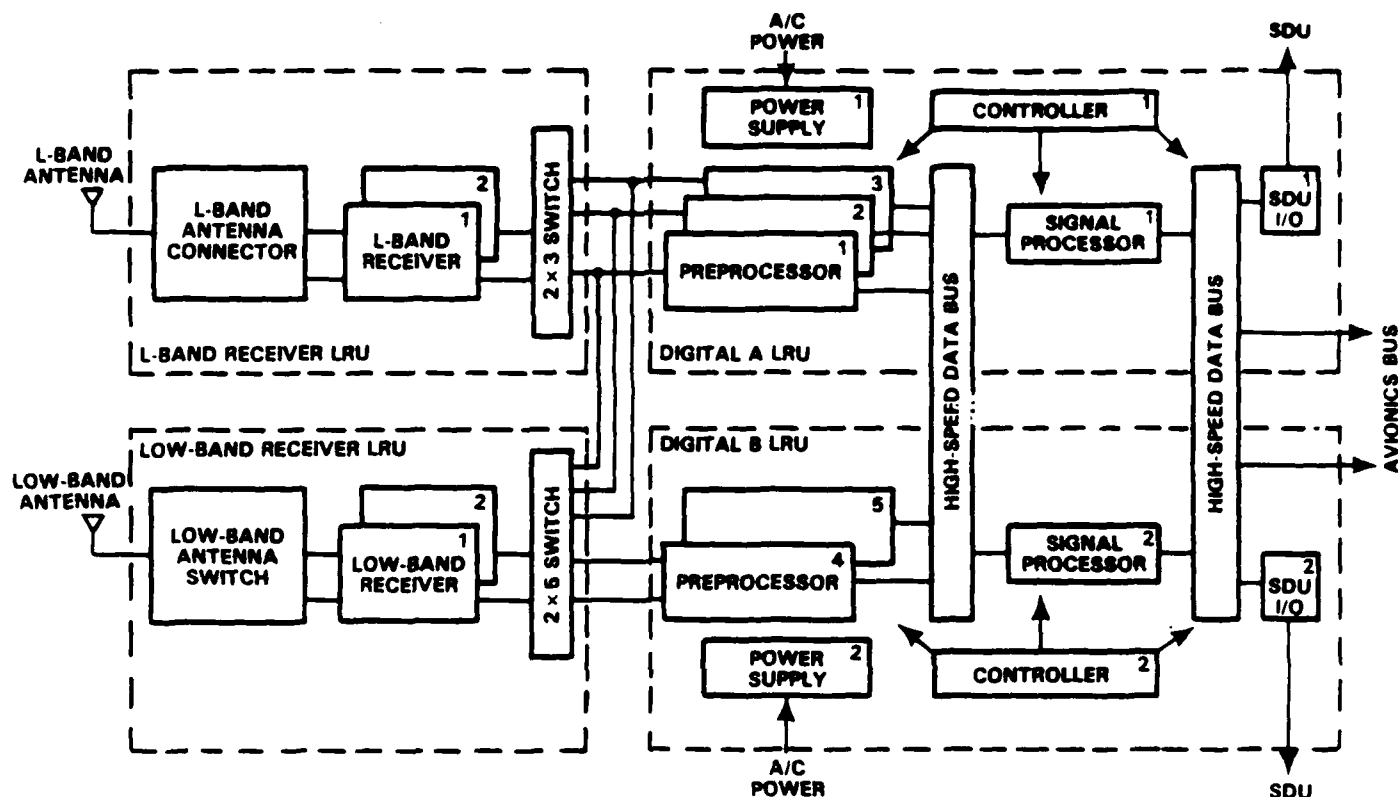 A/C
POWER
SDU
POWER
SUPPLY
1
CONTROLLER
1
L-BAND
ANTENNA
L-BAND
ANTENNA
CONNECTOR
2
L-BAND
RECEIVER
1
2 × 3 SWITCH
3
2
PREPROCESSOR
1
HIGH-SPEED DATA BUS
SIGNAL
PROCESSOR
1
HIGH-SPEED DATA BUS
1
SDU
I/O
L-BAND RECEIVER LRU
DIGITAL A LRU
AVIONICS BUS
LOW-BAND RECEIVER LRU
DIGITAL B LRU
LOW-BAND
ANTENNA
LOW-BAND
ANTENNA
SWITCH
2
LOW-BAND
RECEIVER
1
2 × 5 SWITCH
5
PREPROCESSOR
4
SIGNAL
PROCESSOR
2
2
SDU
I/O
POWER
SUPPLY
2
CONTROLLER
2
A/C
POWER
SDU